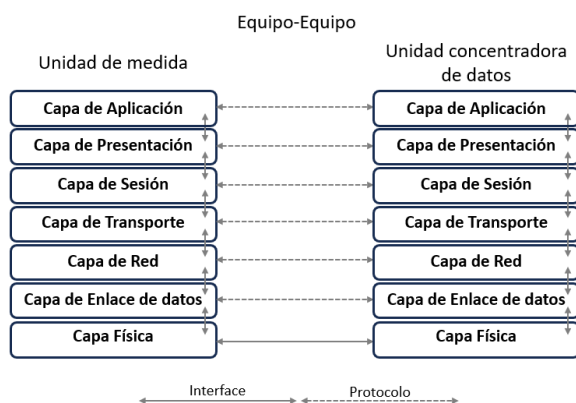 Equipo-Equipo
Unidad de medida
Unidad concentradora
de datos
Capa de Aplicación
Capa de Aplicación
Capa de Presentación
Capa de Presentación
Capa de Sesión
Capa de Sesión
Capa de Transporte
Capa de Transporte
Capa de Red
Capa de Red
Capa de Enlace de datos
Capa de Enlace de datos
Capa Física
Capa Física
Interface
Protocolo